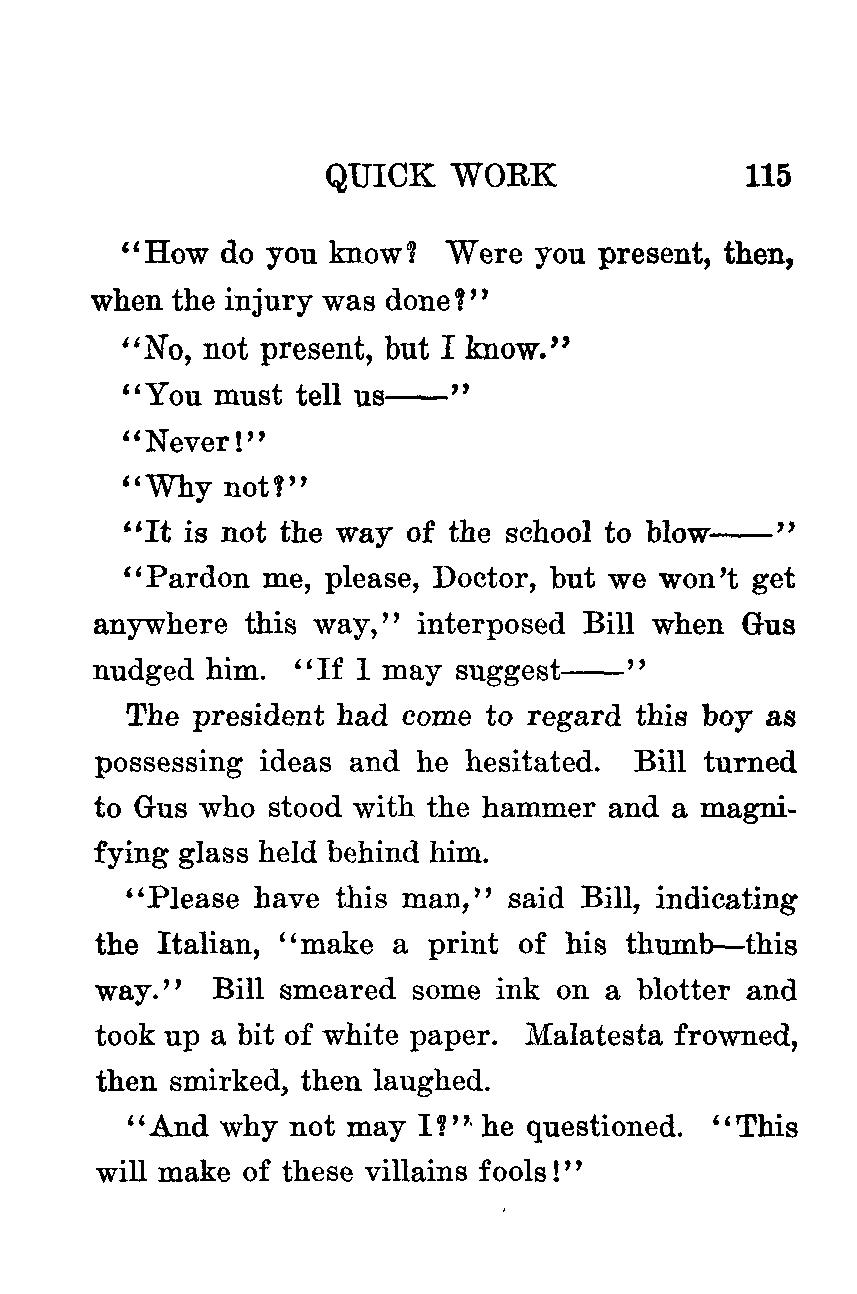 QUICK WORK 115
"How do you know? Were you present, then,
when the injury was done?"
"No, not present, but I know."
"You must tell us——"
"Never!"
"Why not?"
"It is not the way of the school to blow——"
"Pardon me, please, Doctor, but we won't get
anywhere this way," interposed Bill when Gus
nudged him. "If I may suggest——"
The president had come to regard this boy as
possessing ideas and he hesitated. Bill turned
to Gus who stood with the hammer and a magni-
fying glass held behind him.
"Please have this man," said Bill, indicating
the Italian, "make a print of his thumb—this
way." Bill smeared some ink on a blotter and
took up a bit of white paper. Malatesta frowned,
then smirked, then laughed.
"And why not may I?" he questioned. "This
will make of these villains fools!"